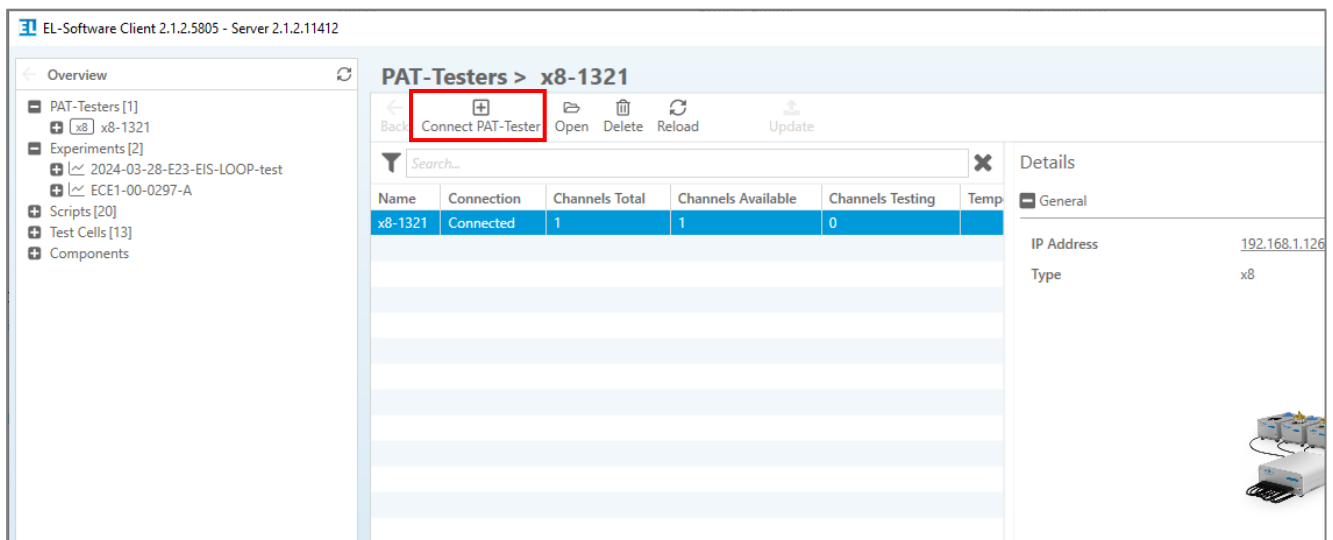 EL-Software Client 2.1.2.5805 - Server 2.1.2.11412
Overview
PAT-Testers [1]
x8 x8-1321
Experiments [2]
2024-03-28-E23-EIS-LOOP-test
ECE1-00-0297-A
Scripts [20]
Test Cells [13]
Components
PAT-Testers > x8-1321
Back Connect PAT-Tester Open Delete Reload Update
Search...
Name Connection Channels Total Channels Available Channels Testing Temp
x8-1321 Connected 1 1 0
Details
General
IP Address 192.168.1.126
Type x8